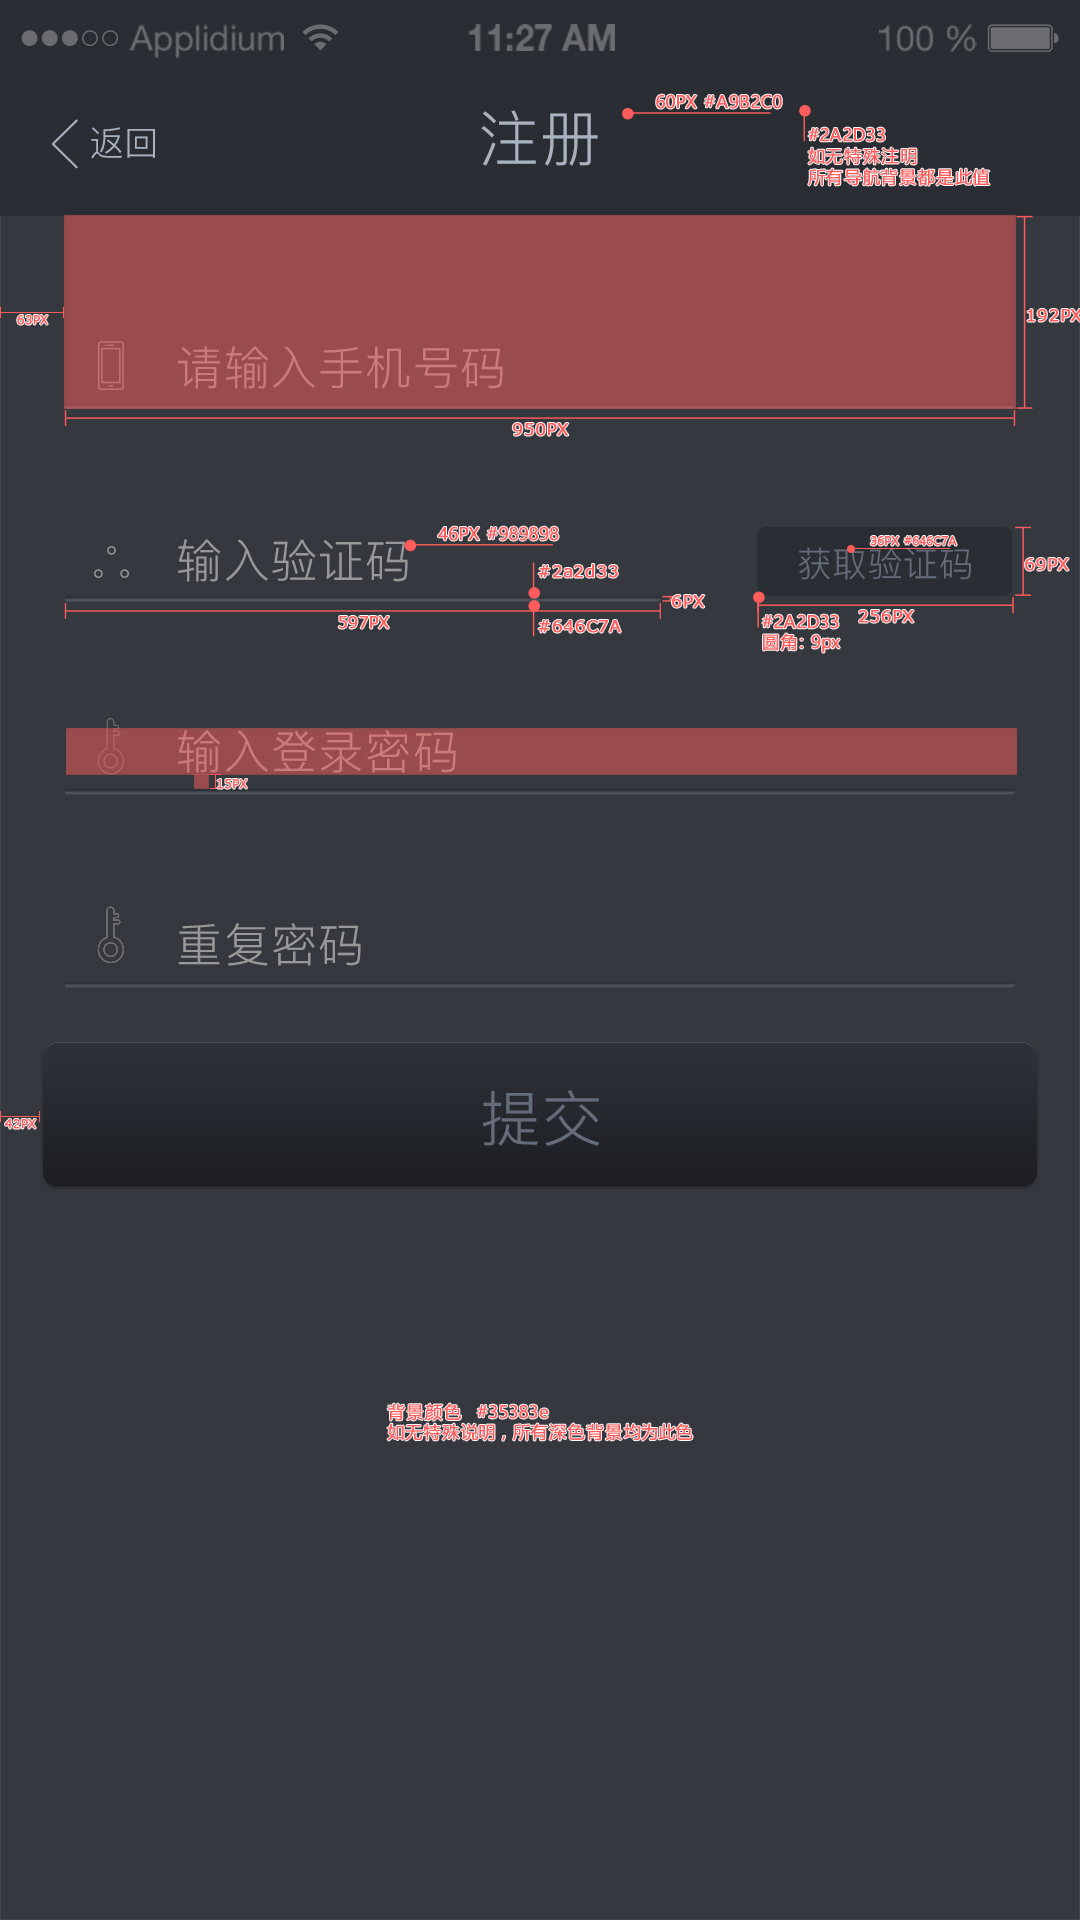 Applidium
11:27 AM
100 %
返回
注册
60PX #A9B2C0
#2A2D33
如无特殊注明
所有导航背景都是此值
63PX
192PX
请输入手机号码
950PX
输入验证码
46PX #989898
#2a2d33
6PX
597PX
#646C7A
获取验证码
36PX #646C7A
69PX
#2A2D33
256PX
圆角: 9px
输入登录密码
15PX
重复密码
提交
42PX
背景颜色 #35383e
如无特殊说明，所有深色背景均为此色